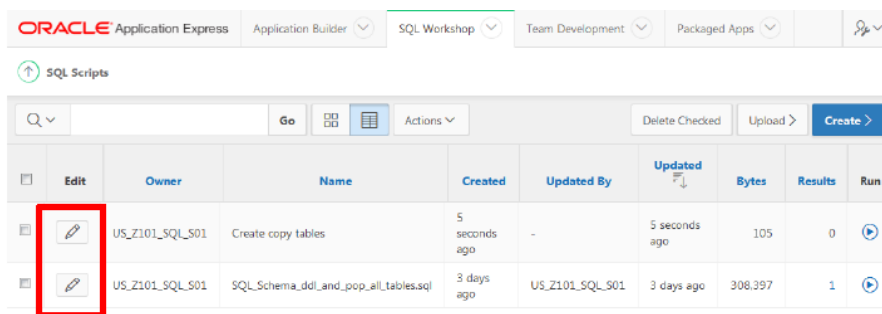 ORACLE Application Express Application Builder SQL Workshop Team Development Packaged Apps
SQL Scripts
Go Actions Delete Checked Upload Create
Edit Owner Name Created Updated By Updated Bytes Results Run
5 seconds ago
US_Z101_SQL_S01 Create copy tables - 5 seconds ago 105 0
3 days ago
US_Z101_SQL_S01 SQL_Schema_ddl_and_pop_all_tables.sql US_Z101_SQL_S01 3 days ago 308,397 1